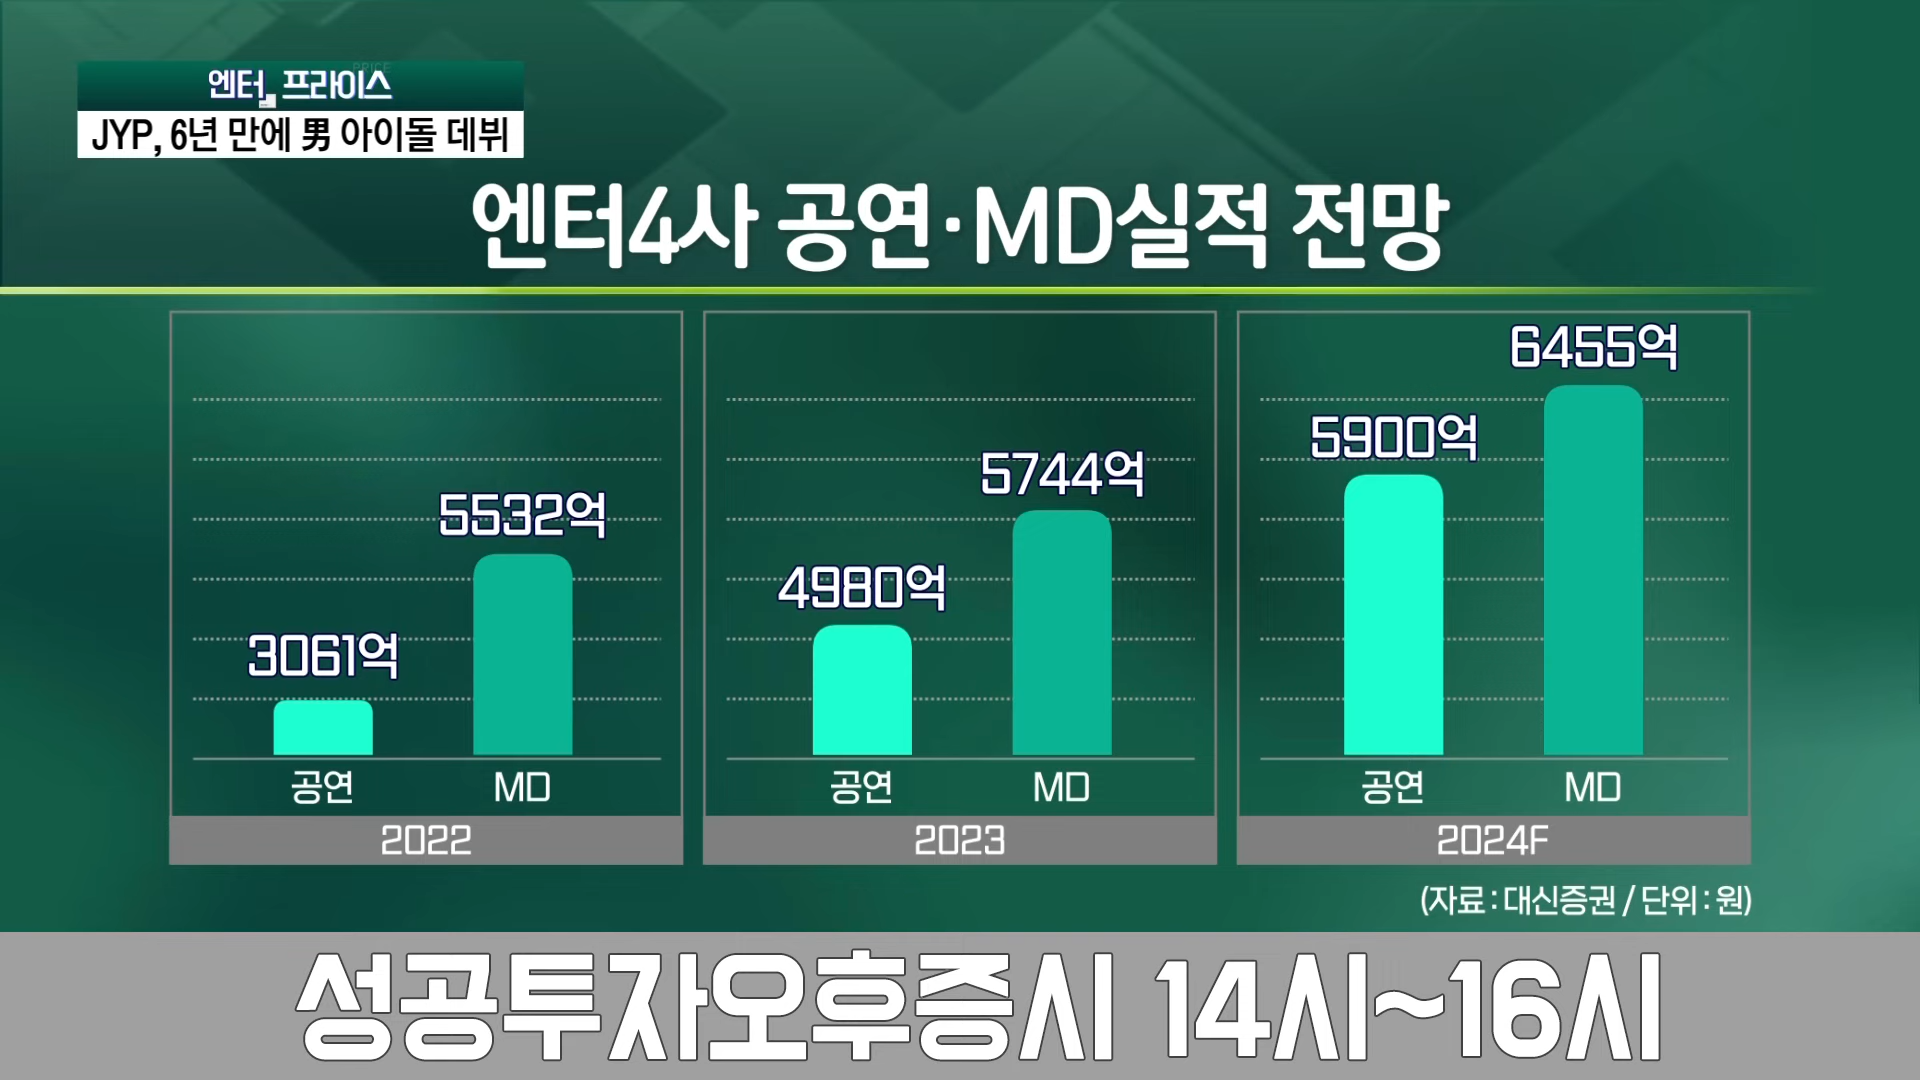 PRICE
엔터 프라이스
JYP, 6년 만에 男 아이돌 데뷔
엔터4사 공연·MD실적 전망
3061억
5532억
공연
MD
2022
4980억
5744억
공연
MD
2023
5900억
6455억
공연
MD
2024F
(자료 : 대신증권 / 단위 : 원)
성공투자오후증시 14시~16시